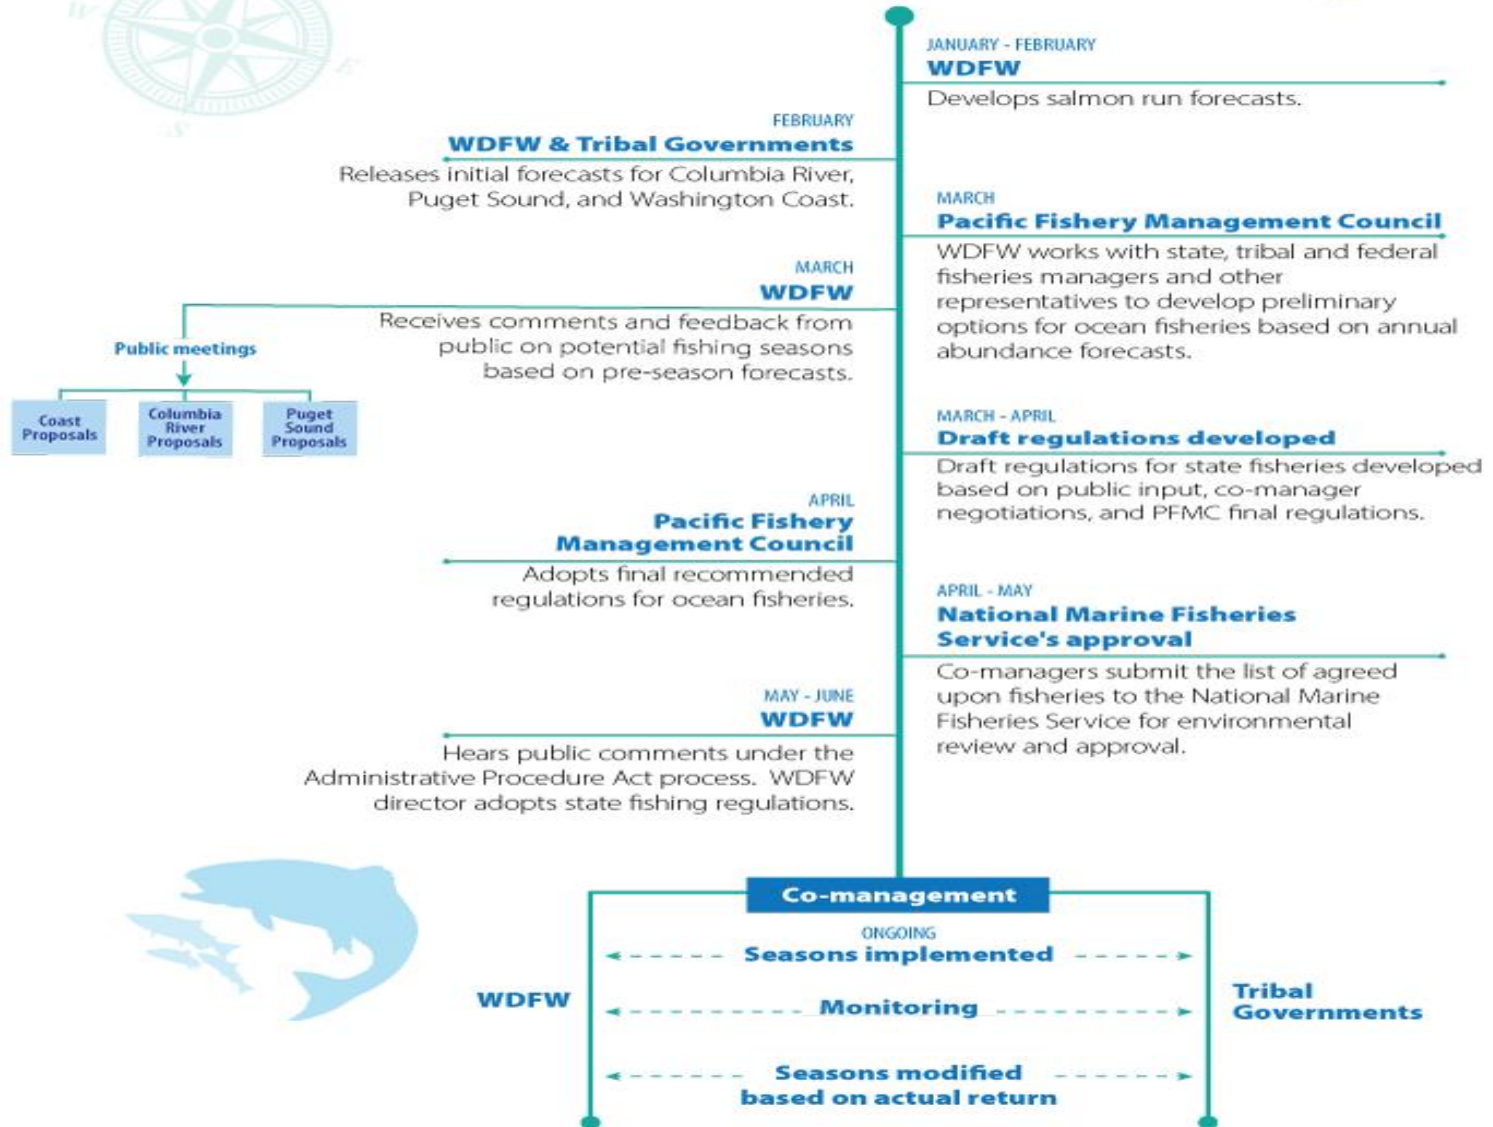 W
E
S
JANUARY - FEBRUARY
WDFW
Develops salmon run forecasts.
FEBRUARY
WDFW & Tribal Governments
Releases initial forecasts for Columbia River,
Puget Sound, and Washington Coast.
MARCH
Pacific Fishery Management Council
WDFW works with state, tribal and federal
fisheries managers and other
representatives to develop preliminary
options for ocean fisheries based on annual
abundance forecasts.
MARCH
WDFW
Receives comments and feedback from
public on potential fishing seasons
based on pre-season forecasts.
Public meetings
Coast
Proposals
Columbia
River
Proposals
Puget
Sound
Proposals
MARCH - APRIL
Draft regulations developed
Draft regulations for state fisheries developed
based on public input, co-manager
negotiations, and PFMC final regulations.
APRIL
Pacific Fishery
Management Council
Adopts final recommended
regulations for ocean fisheries.
APRIL - MAY
National Marine Fisheries
Service's approval
Co-managers submit the list of agreed
upon fisheries to the National Marine
Fisheries Service for environmental
review and approval.
MAY - JUNE
WDFW
Hears public comments under the
Administrative Procedure Act process. WDFW
director adopts state fishing regulations.
Co-management
ONGOING
Seasons implemented
WDFW
Monitoring
Tribal
Governments
Seasons modified
based on actual return